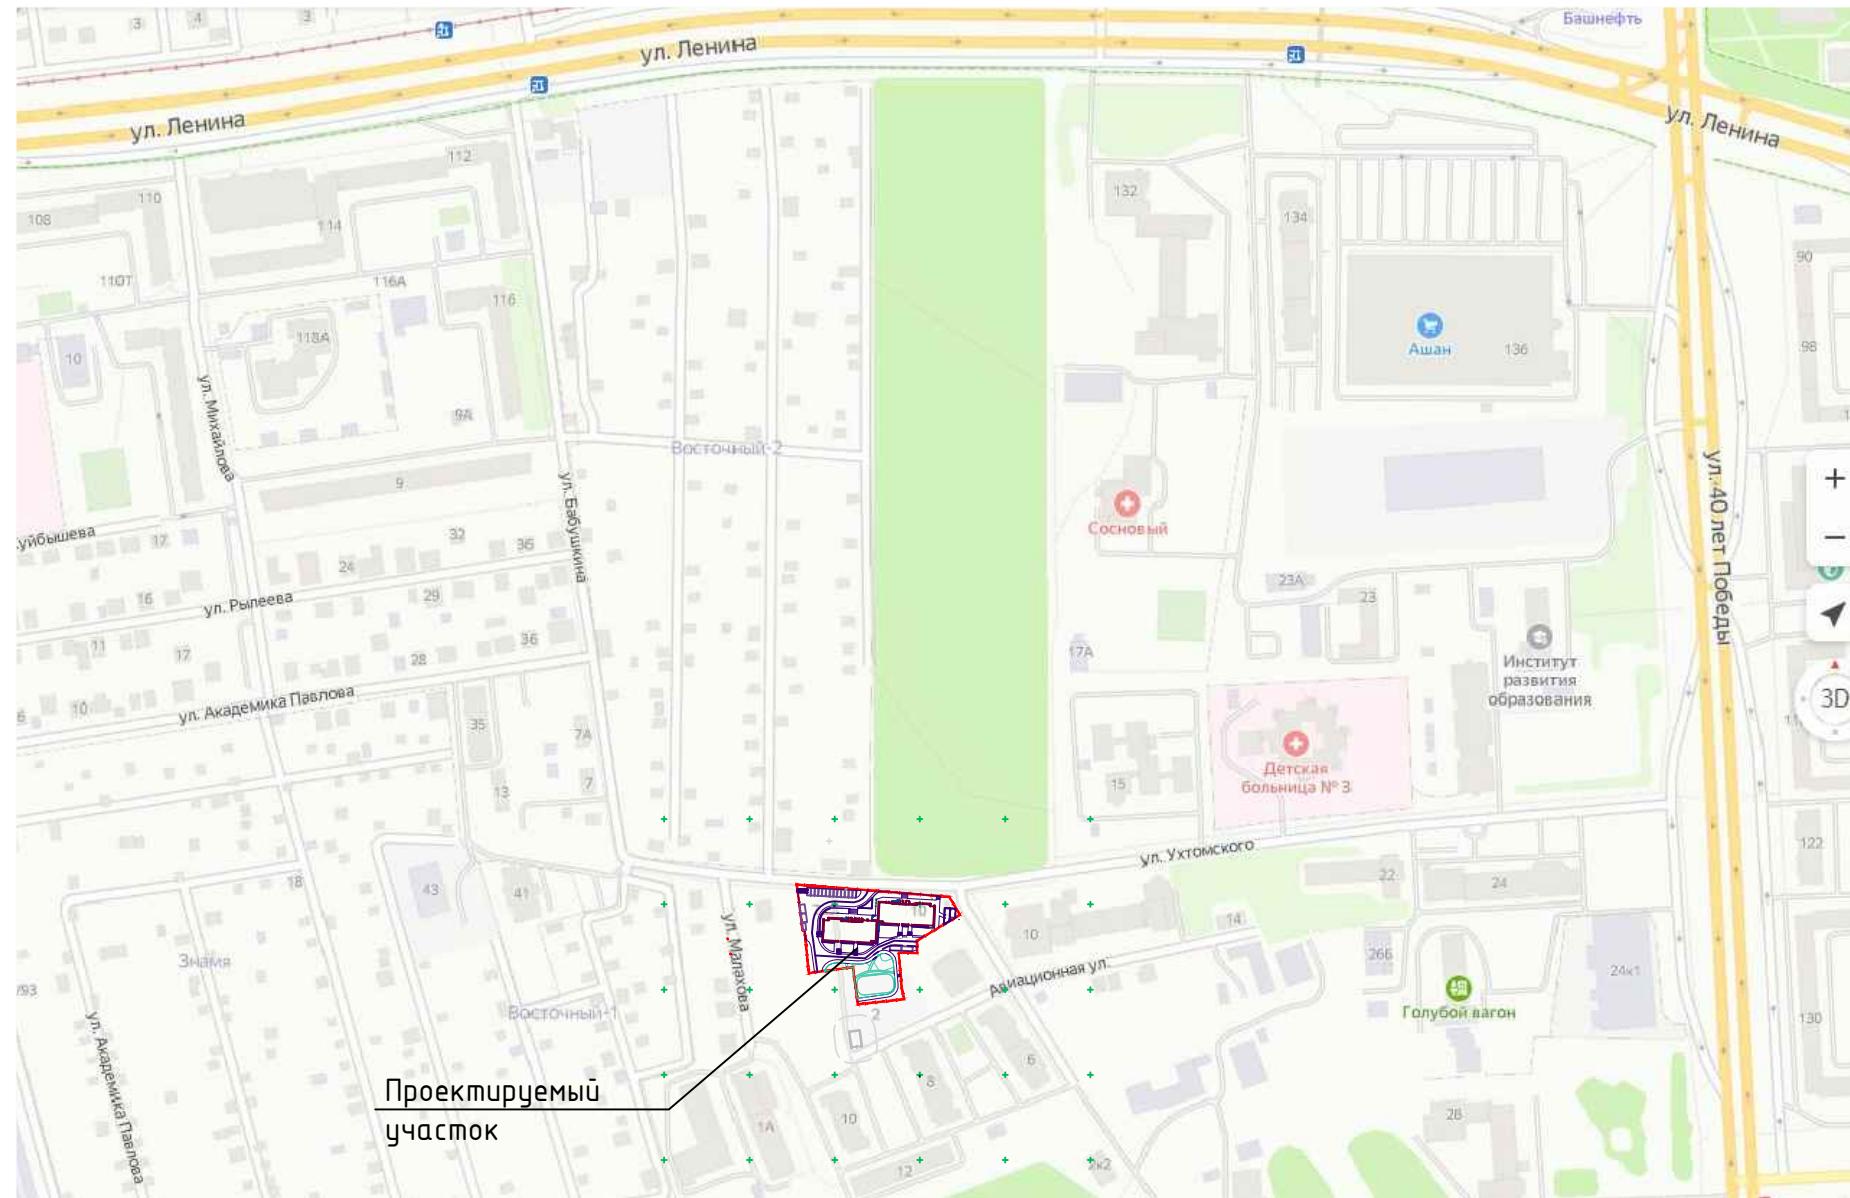 3
4
3
Башнефть
ул. Ленина
ул. Ленина
ул. Ленина
112
110
108
114
132
134
110Т
116А
116
90
118А
10
Ашан
136
98
9А
ул. Михайлова
Восточный-2
9
ул. Бабушкина
ул. 40 лет Победы
+
Сосновый
уйбышева
17
32
36
−
24
23А
23
16
ул. Рылеева
29
11
17
36
28
17А
Институт
развития
образования
3D
10
ул. Академика Павлова
35
7А
Детская
больница № 3
13
7
15
ул. Ухтомского
122
18
43
41
22
24
ул. Малахова
10
14
10
Знамя
26Б
24к1
Авиационная ул.
/93
Восточный-1
2
Голубой вагон
130
ул. Академика Павлова
6
8
Проектируемый
участок
1А
10
28
12
2к2